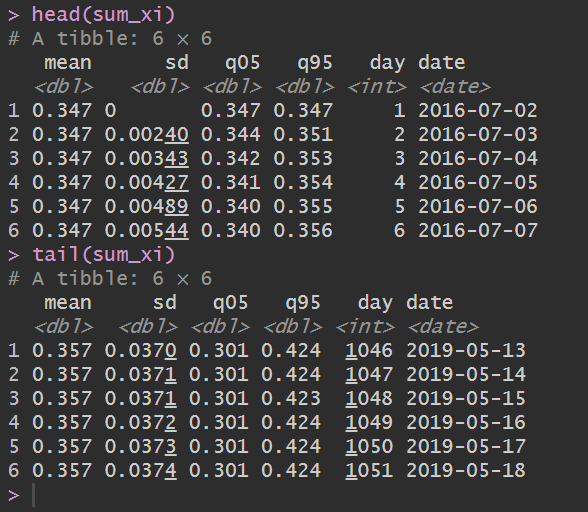 > head(sum_xi)
# A tibble: 6 × 6
   mean      sd   q05   q95   day date
  <dbl>   <dbl> <dbl> <dbl> <int> <date>
1 0.347 0       0.347 0.347     1 2016-07-02
2 0.347 0.00240 0.344 0.351     2 2016-07-03
3 0.347 0.00343 0.342 0.353     3 2016-07-04
4 0.347 0.00427 0.341 0.354     4 2016-07-05
5 0.347 0.00489 0.340 0.355     5 2016-07-06
6 0.347 0.00544 0.340 0.356     6 2016-07-07
> tail(sum_xi)
# A tibble: 6 × 6
   mean     sd   q05   q95   day date
  <dbl>  <dbl> <dbl> <dbl> <int> <date>
1 0.357 0.0370 0.301 0.424  1046 2019-05-13
2 0.357 0.0371 0.301 0.424  1047 2019-05-14
3 0.357 0.0371 0.301 0.423  1048 2019-05-15
4 0.357 0.0372 0.301 0.424  1049 2019-05-16
5 0.357 0.0373 0.301 0.424  1050 2019-05-17
6 0.357 0.0374 0.301 0.424  1051 2019-05-18
>